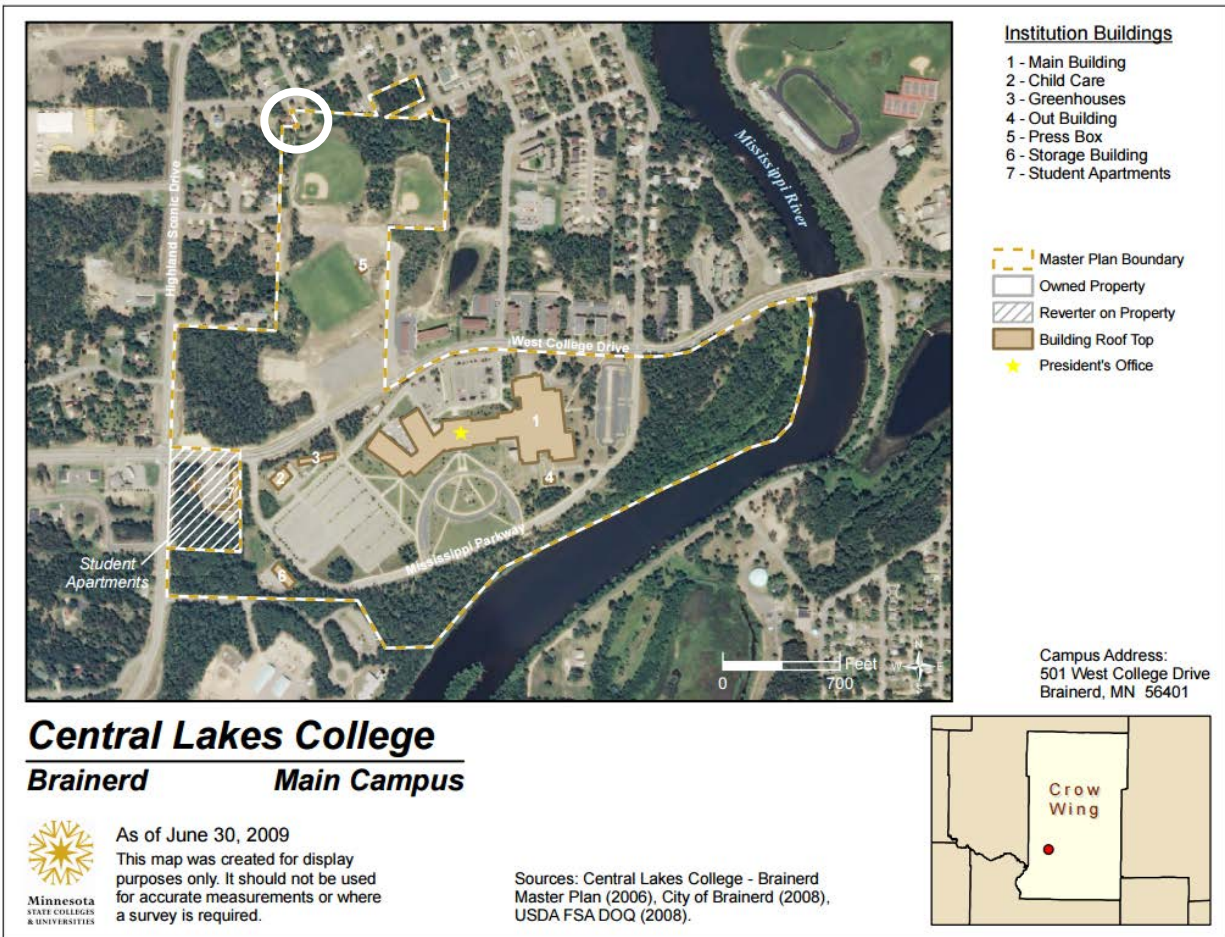 Institution Buildings
1 - Main Building
2 - Child Care
3 - Greenhouses
4 - Out Building
5 - Press Box
6 - Storage Building
7 - Student Apartments
Master Plan Boundary
Owned Property
Reverter on Property
Building Roof Top
President's Office
Highland Scenic Drive
Mississippi River
5
West College Drive
1
3
2
4
7
Mississippi Parkway
Student
Apartments
6
Feet
0 700
N
W E
S
Campus Address:
501 West College Drive
Brainerd, MN 56401
Central Lakes College
Brainerd Main Campus
As of June 30, 2009
This map was created for display
purposes only. It should not be used
for accurate measurements or where
a survey is required.
Minnesota
STATE COLLEGES
& UNIVERSITIES
Sources: Central Lakes College - Brainerd
Master Plan (2006), City of Brainerd (2008),
USDA FSA DOQ (2008).
Crow
Wing